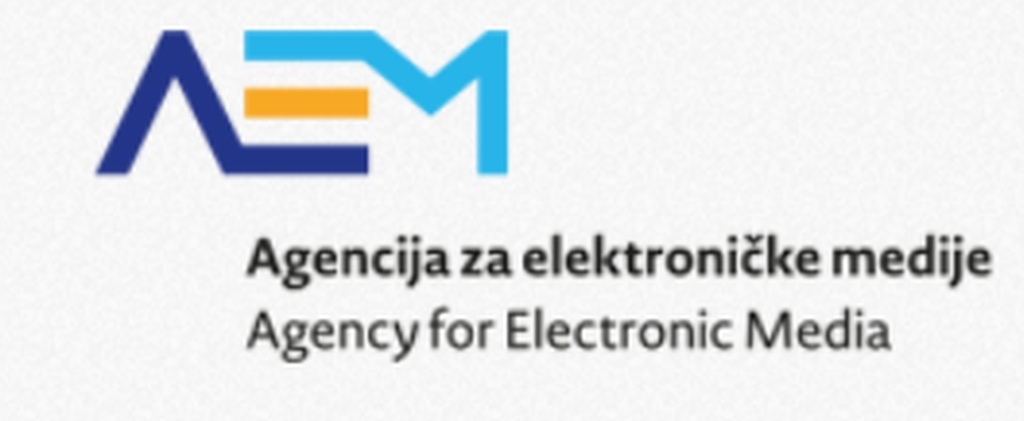 AEM
Agencija za elektroničke medije
Agency for Electronic Media